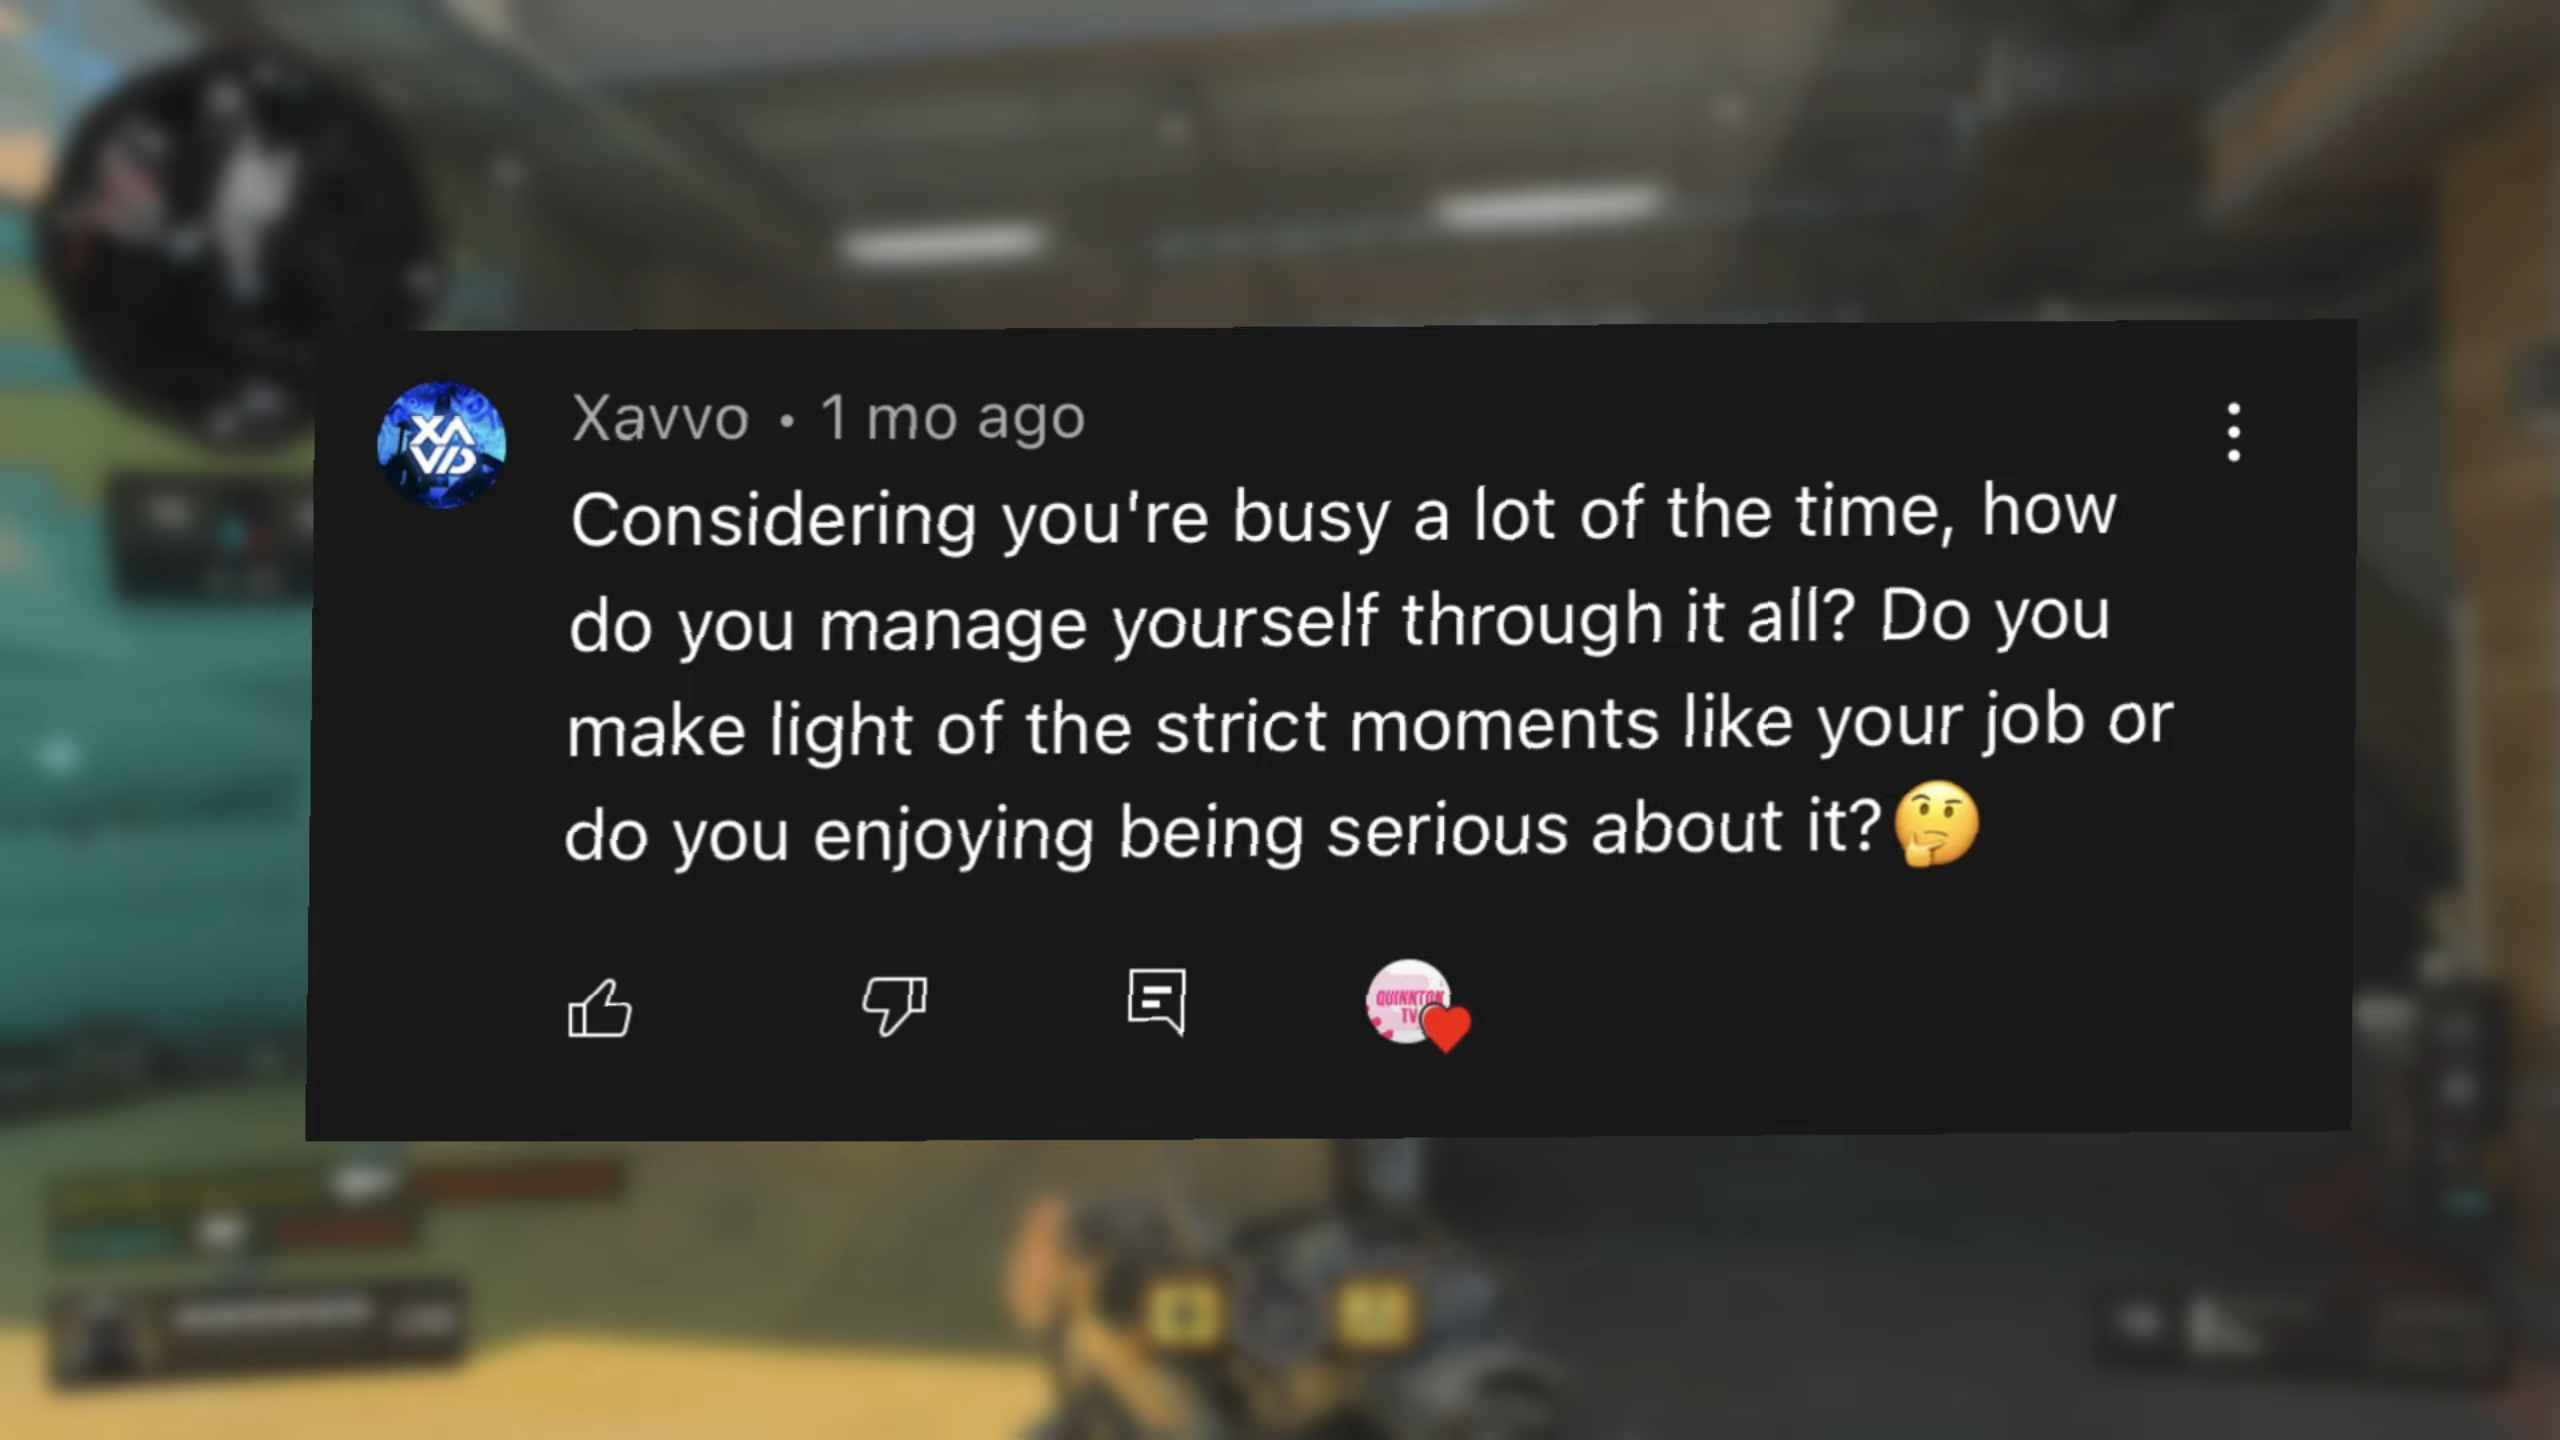 XA
VD
Xavvo • 1 mo ago
Considering you're busy a lot of the time, how
do you manage yourself through it all? Do you
make light of the strict moments like your job or
do you enjoying being serious about it?🤔
QUINNTON
TV